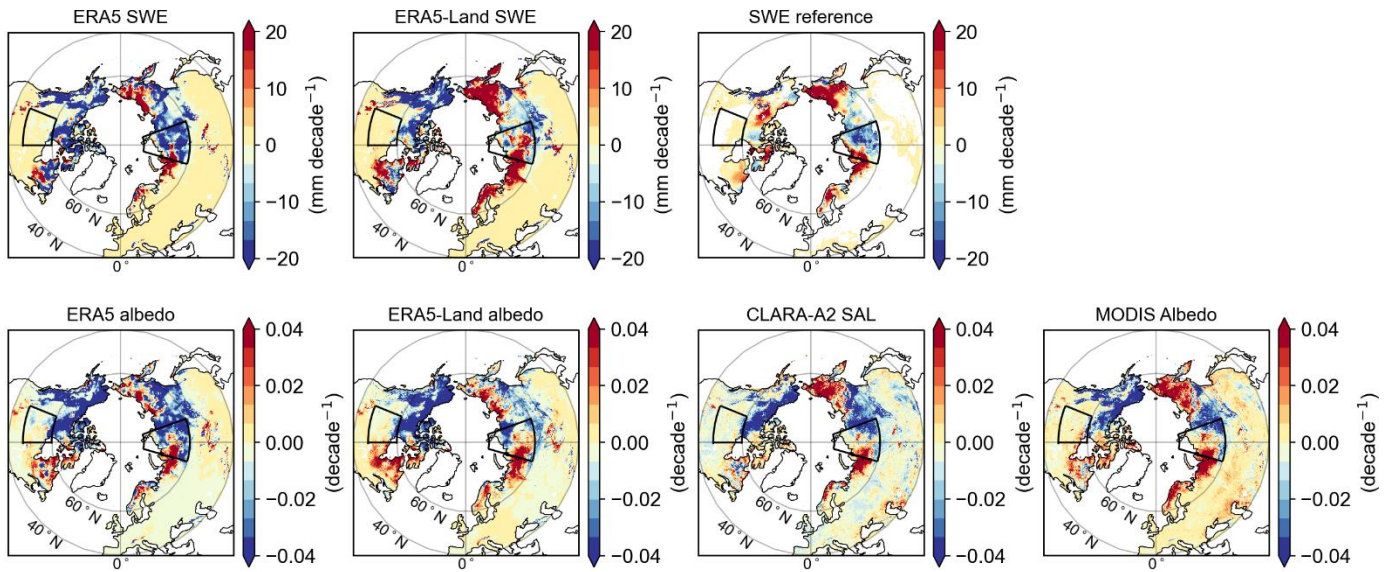 ERA5 SWE
ERA5-Land SWE
SWE reference
20
10
0
−10
−20
(mm decade⁻¹)
60°N
40°N
0°
20
10
0
−10
−20
(mm decade⁻¹)
60°N
40°N
0°
20
10
0
−10
−20
(mm decade⁻¹)
60°N
40°N
0°
ERA5 albedo
ERA5-Land albedo
CLARA-A2 SAL
MODIS Albedo
0.04
0.02
0.00
−0.02
−0.04
(decade⁻¹)
60°N
40°N
0°
0.04
0.02
0.00
−0.02
−0.04
(decade⁻¹)
60°N
40°N
0°
0.04
0.02
0.00
−0.02
−0.04
(decade⁻¹)
60°N
40°N
0°
0.04
0.02
0.00
−0.02
−0.04
(decade⁻¹)
60°N
40°N
0°